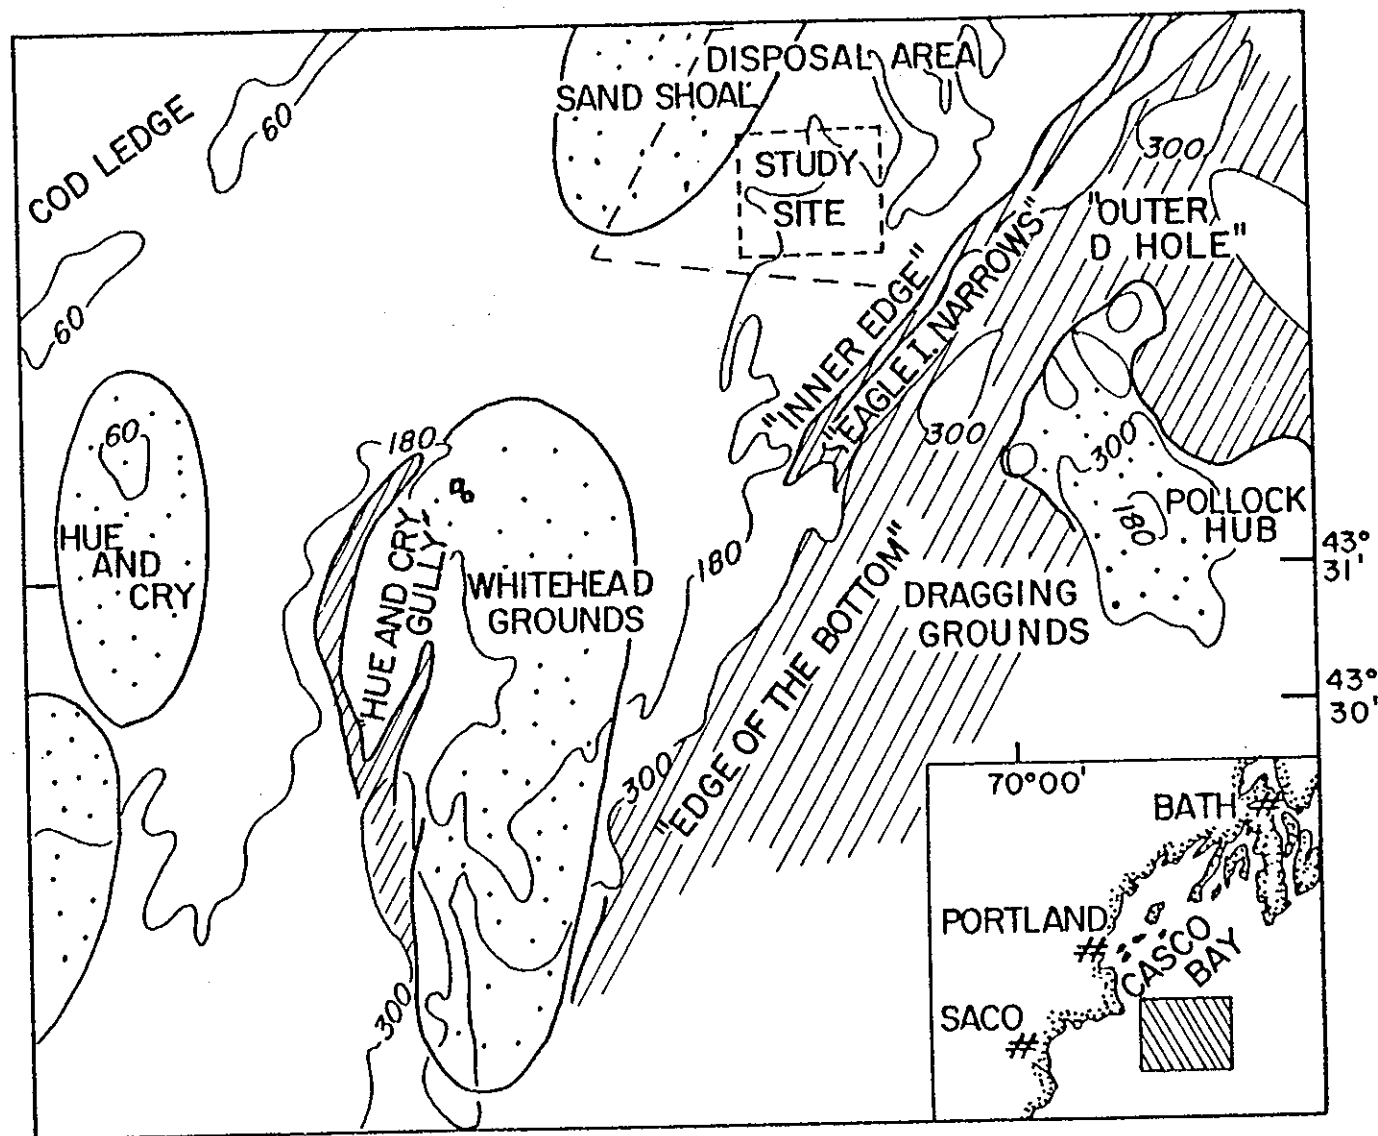 DISPOSAL AREA
SAND SHOAL
60
COD LEDGE
STUDY
SITE
300
"OUTER
D HOLE"
60
"INNER EDGE"
"EAGLE I. NARROWS"
60
180
300
300
HUE
AND
CRY
HUE AND CRY
GULLY
WHITEHEAD
GROUNDS
180
"EDGE OF THE BOTTOM"
DRAGGING
GROUNDS
180
POLLOCK
HUB
43°
31'
43°
30'
300
300
70°00'
BATH #
PORTLAND
#
CASCO
BAY
SACO
#